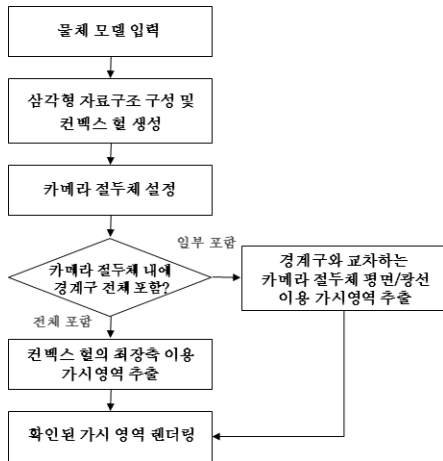 물체 모델 입력
삼각형 자료구조 구성 및
컨벡스 헐 생성
카메라 절두체 설정
카메라 절두체 내에
경계구 전체 포함?
일부 포함
경계구와 교차하는
카메라 절두체 평면/광선
이용 가시영역 추출
전체 포함
컨벡스 헐의 최장축 이용
가시영역 추출
확인된 가시 영역 렌더링